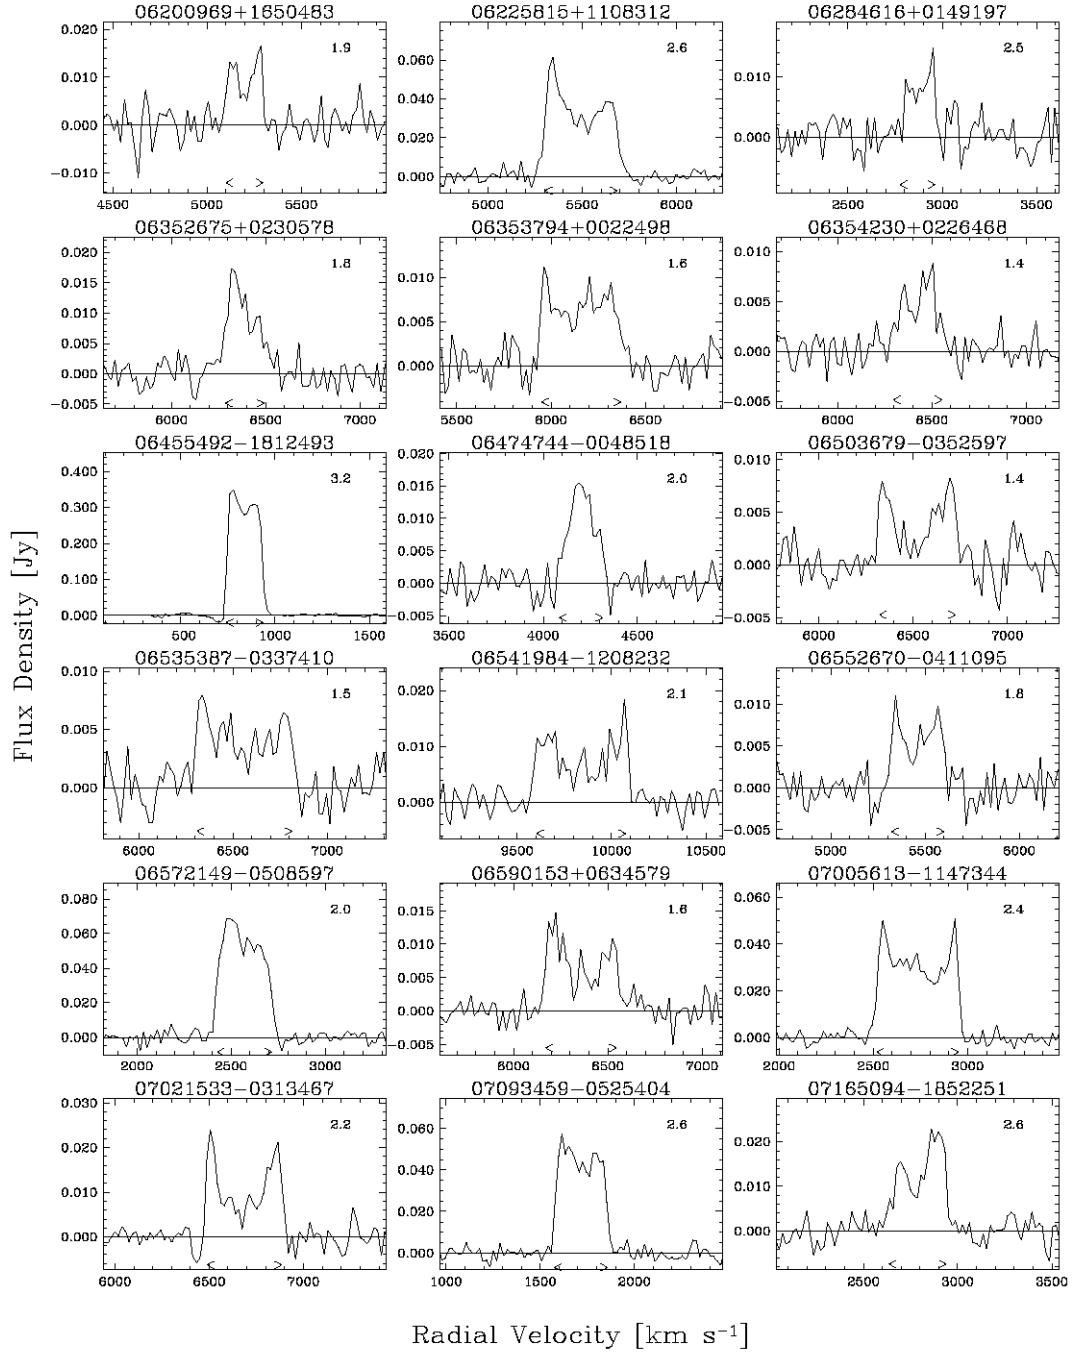 06200969+1650483 06225815+1108312 06284616+0149197
0.020 0.010 0.000 −0.010 1.9 4500 5000 5500
0.060 0.040 0.020 0.000 2.6 5000 5500 6000
0.010 0.000 2.5 2500 3000 3500
06352675+0230578 06353794+0022498 06354230+0226468
0.020 0.015 0.010 0.005 0.000 −0.005 1.8 6000 6500 7000
0.010 0.005 0.000 1.6 5500 6000 6500
0.010 0.005 0.000 −0.005 1.4 6000 6500 7000
06455492−1812493 06474744−0048518 06503679−0352597
0.400 0.300 0.200 0.100 0.000 3.2 500 1000 1500
0.020 0.015 0.010 0.005 0.000 −0.005 2.0 3500 4000 4500
0.010 0.005 0.000 −0.005 1.4 6000 6500 7000
06535387−0337410 06541984−1208232 06552670−0411095
0.010 0.005 0.000 1.5 6000 6500 7000
0.020 0.010 0.000 2.1 9500 10000 10500
0.010 0.005 0.000 −0.005 1.8 5000 5500 6000
06572149−0508597 06590153+0634579 07005613−1147344
0.080 0.060 0.040 0.020 0.000 2.0 2000 2500 3000
0.015 0.010 0.005 0.000 −0.005 1.6 6000 6500 7000
0.060 0.040 0.020 0.000 2.4 2000 2500 3000
07021533−0313467 07093459−0525404 07165094−1852251
0.030 0.020 0.010 0.000 2.2 6000 6500 7000
0.060 0.040 0.020 0.000 2.6 1000 1500 2000
0.020 0.010 0.000 2.6 2500 3000 3500
Flux Density [Jy]
Radial Velocity [km s⁻¹]